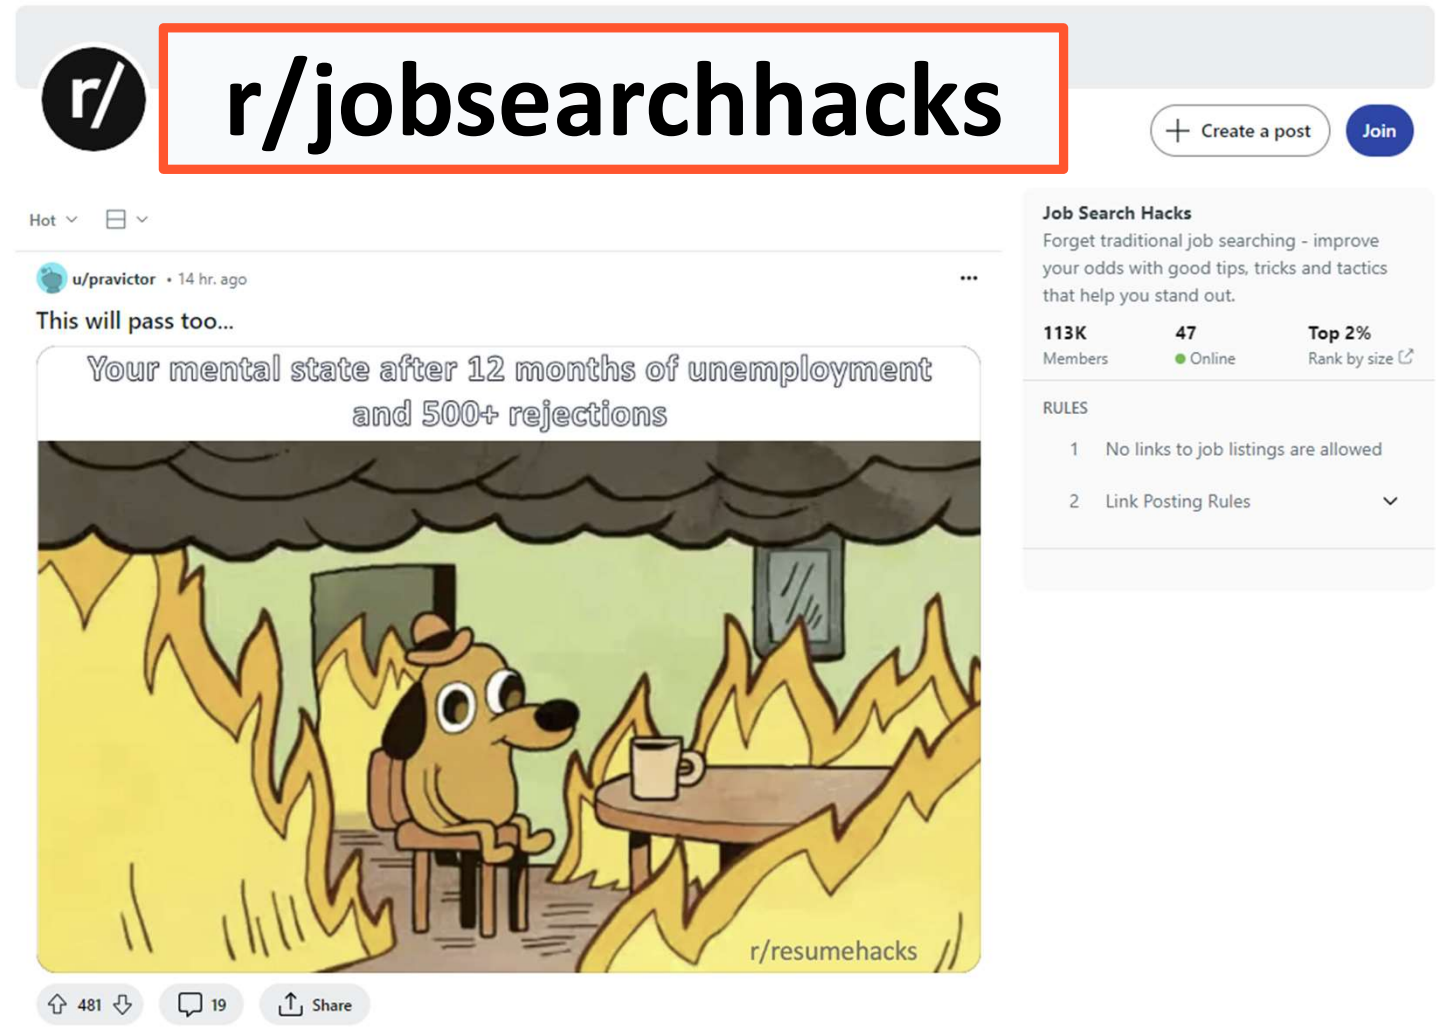 r/
r/jobsearchhacks
Create a post
Join
Hot
u/pravictor • 14 hr. ago
This will pass too...
Your mental state after 12 months of unemployment
and 500+ rejections
r/resumehacks
481
19
Share
Job Search Hacks
Forget traditional job searching - improve
your odds with good tips, tricks and tactics
that help you stand out.
113K 47 Top 2%
Members Online Rank by size
RULES
1 No links to job listings are allowed
2 Link Posting Rules